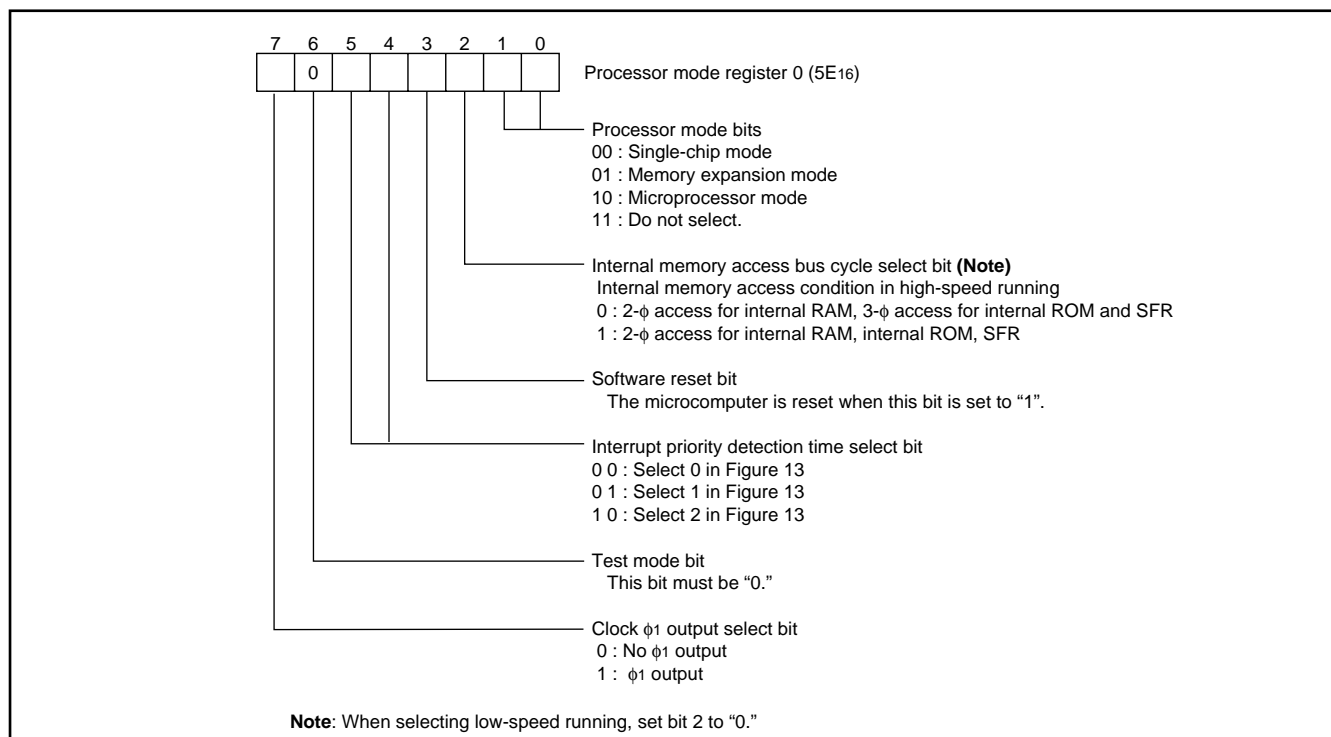 7 6 5 4 3 2 1 0
0
Processor mode register 0 (5E16)
Processor mode bits
00 : Single-chip mode
01 : Memory expansion mode
10 : Microprocessor mode
11 : Do not select.
Internal memory access bus cycle select bit (Note)
Internal memory access condition in high-speed running
0 : 2-ϕ access for internal RAM, 3-ϕ access for internal ROM and SFR
1 : 2-ϕ access for internal RAM, internal ROM, SFR
Software reset bit
The microcomputer is reset when this bit is set to “1”.
Interrupt priority detection time select bit
0 0 : Select 0 in Figure 13
0 1 : Select 1 in Figure 13
1 0 : Select 2 in Figure 13
Test mode bit
This bit must be “0.”
Clock ϕ1 output select bit
0 : No ϕ1 output
1 : ϕ1 output
Note: When selecting low-speed running, set bit 2 to “0.”